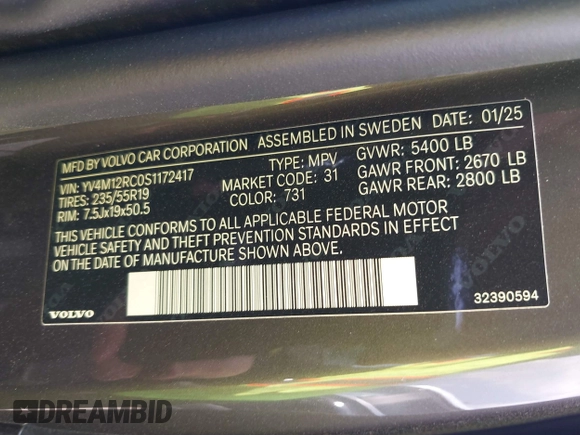 MFD BY VOLVO CAR CORPORATION ASSEMBLED IN SWEDEN DATE: 01/25
VIN: YV4M12RC0S1172417 TYPE: MPV GVWR: 5400 LB
TIRES: 235/55R19 MARKET CODE: 31 GAWR FRONT: 2670 LB
RIM: 7.5Jx19x50.5 COLOR: 731 GAWR REAR: 2800 LB
THIS VEHICLE CONFORMS TO ALL APPLICABLE FEDERAL MOTOR
VEHICLE SAFETY AND THEFT PREVENTION STANDARDS IN EFFECT
ON THE DATE OF MANUFACTURE SHOWN ABOVE.
VOLVO 32390594
DREAMBID